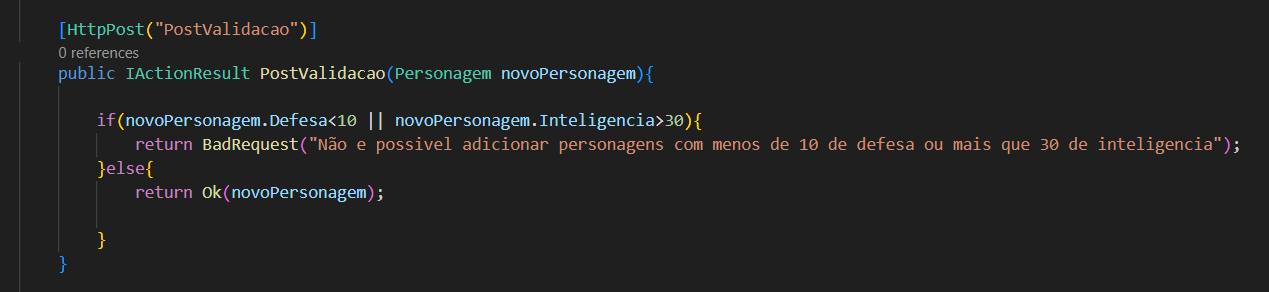 [HttpPost("PostValidacao")]
0 references
public IActionResult PostValidacao(Personagem novoPersonagem){
if(novoPersonagem.Defesa<10 || novoPersonagem.Inteligencia>30){
return BadRequest("Não e possivel adicionar personagens com menos de 10 de defesa ou mais que 30 de inteligencia");
}else{
return Ok(novoPersonagem);
}
}